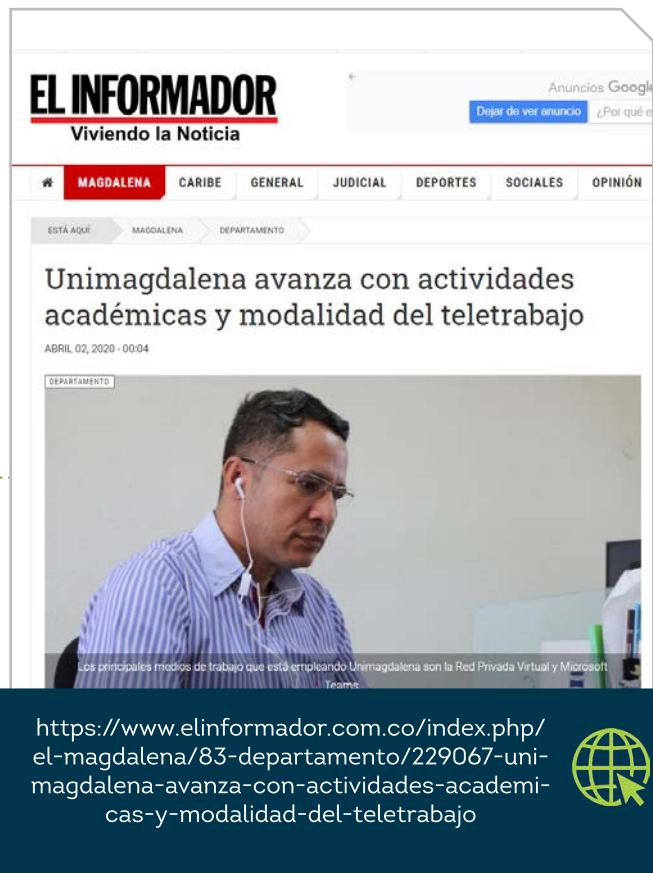 EL INFORMADOR
Viviendo la Noticia
Anuncios Google
Dejar de ver anuncio
¿Por qué e
MAGDALENA CARIBE GENERAL JUDICIAL DEPORTES SOCIALES OPINIÓN
ESTÁ AQUÍ: MAGDALENA DEPARTAMENTO
Unimagdalena avanza con actividades
académicas y modalidad del teletrabajo
ABRIL 02, 2020 - 00:04
DEPARTAMENTO
Los principales medios de trabajo que está empleando Unimagdalena son la Red Privada Virtual y Microsoft
Teams
https://www.elinformador.com.co/index.php/
el-magdalena/83-departamento/229067-uni-
magdalena-avanza-con-actividades-academi-
cas-y-modalidad-del-teletrabajo